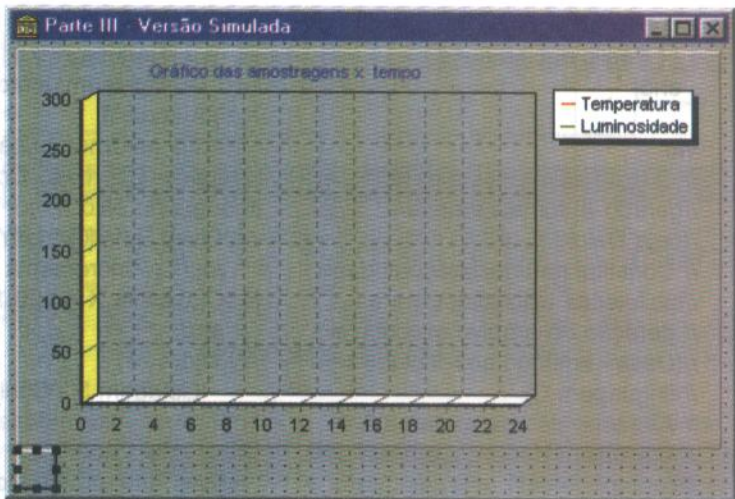 Parte III - Versão Simulada
Gráfico das amostragens x tempo
Temperatura
Luminosidade
300
250
200
150
100
50
0
0 2 4 6 8 10 12 14 16 18 20 22 24